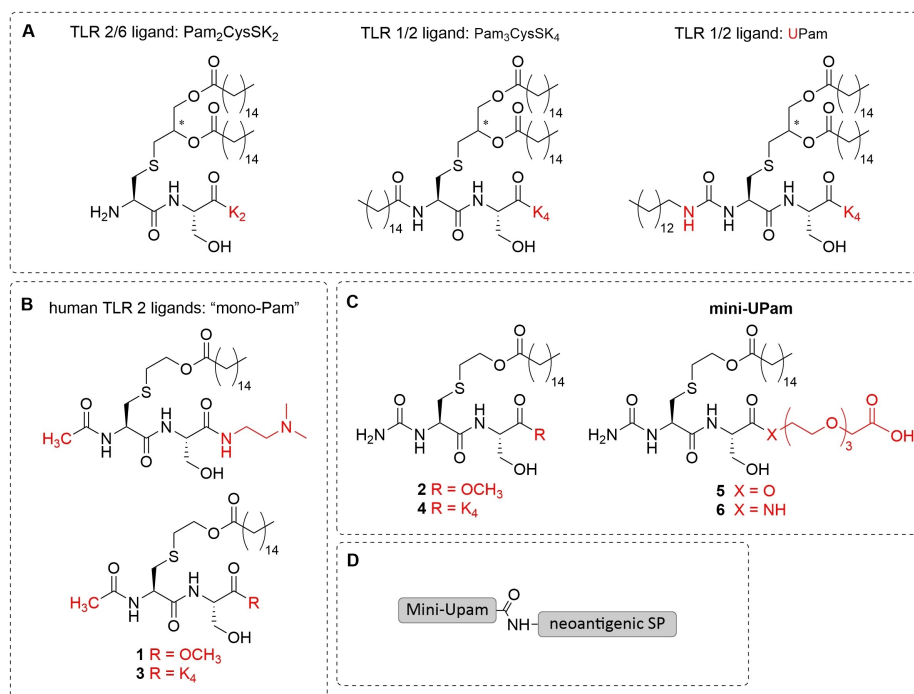 A
TLR 2/6 ligand: Pam₂CysSK₂
TLR 1/2 ligand: Pam₃CysSK₄
TLR 1/2 ligand: UPam
O
O
( )14
O
*
O
( )14
S
H₂N
O
H
N
O
K₂
OH
O
O
( )14
O
*
O
( )14
S
( )14
O
N
H
O
H
N
O
K₄
OH
O
O
( )14
O
*
O
( )14
S
( )12
H
N
O
N
H
O
H
N
O
K₄
OH
B
human TLR 2 ligands: “mono-Pam”
O
O
( )14
S
H₃C
O
N
H
O
H
N
O
N
H
N
OH
O
O
( )14
S
H₃C
O
N
H
O
H
N
O
R
OH
1 R = OCH₃
3 R = K₄
C
mini-UPam
O
O
( )14
S
H₂N
O
N
H
O
H
N
O
R
OH
2 R = OCH₃
4 R = K₄
O
O
( )14
S
H₂N
O
N
H
O
H
N
O
X
( O )3
O
OH
OH
5 X = O
6 X = NH
D
Mini-Upam
O
NH
neoantigenic SP